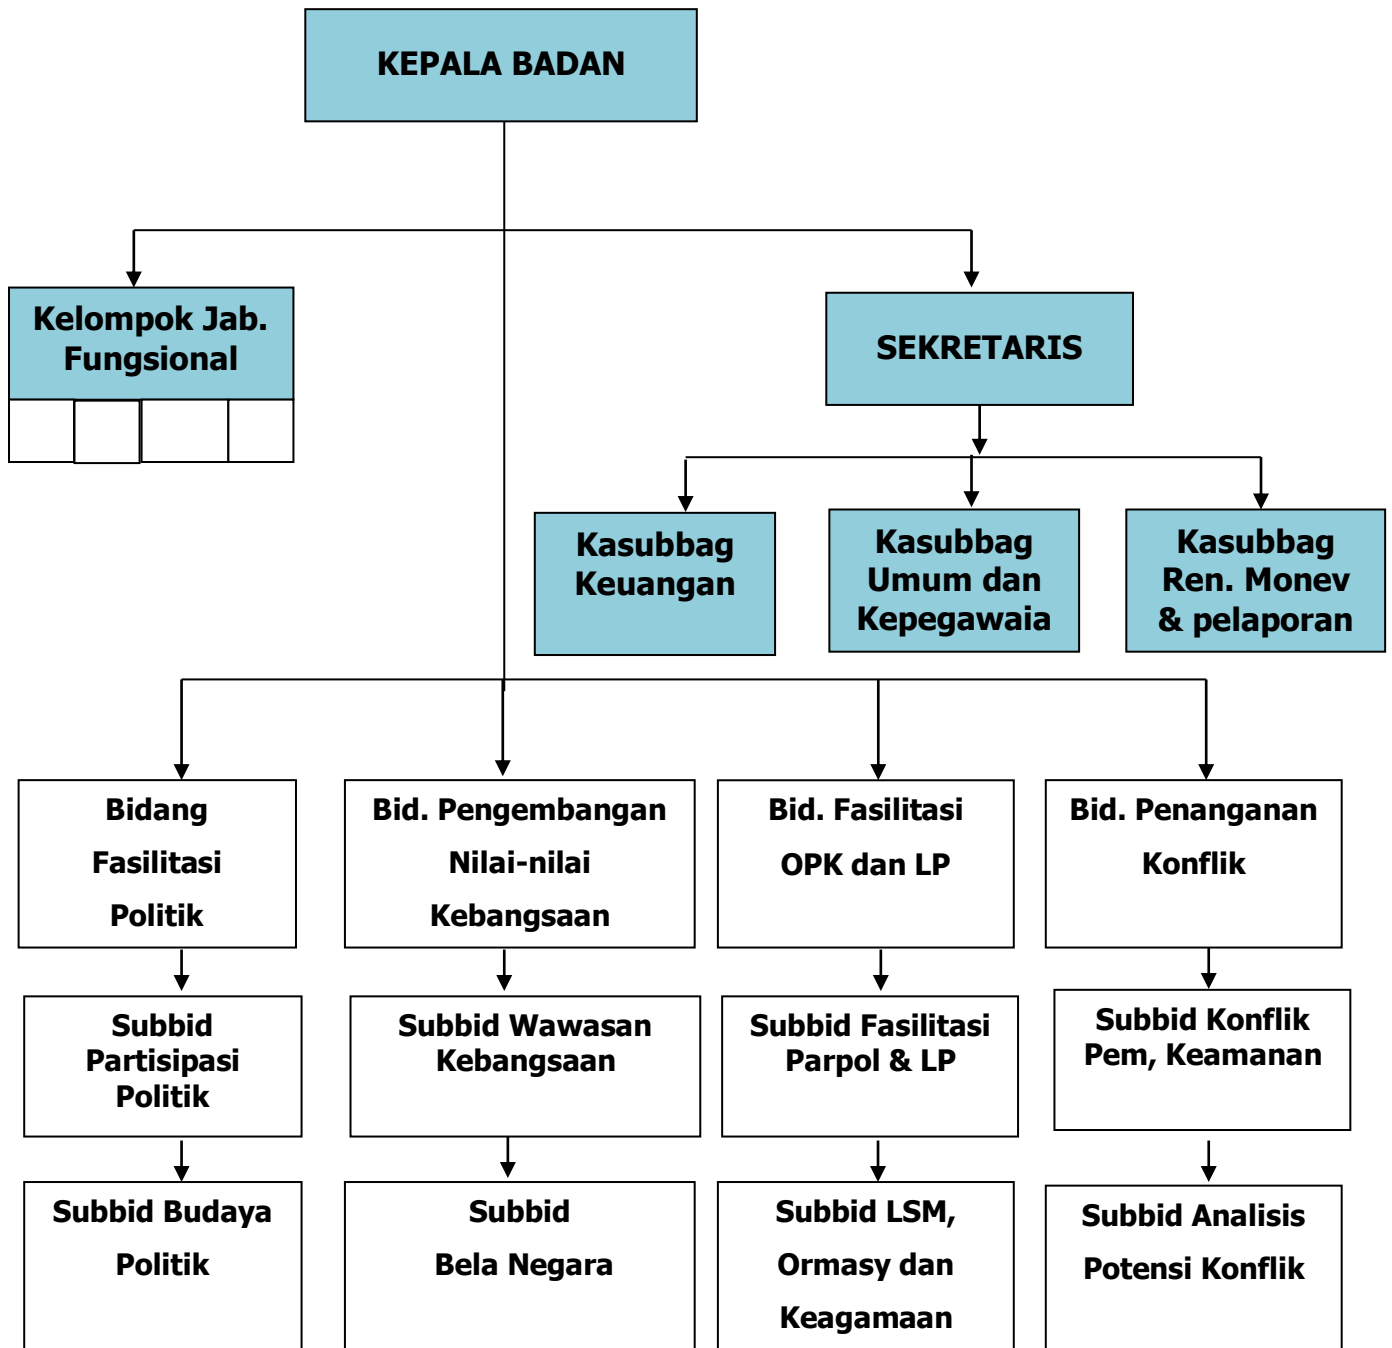 KEPALA BADAN
Kelompok Jab.
Fungsional
SEKRETARIS
Kasubbag
Keuangan
Kasubbag
Umum dan
Kepegawaia
Kasubbag
Ren. Monev
& pelaporan
Bidang
Fasilitasi
Politik
Bid. Pengembangan
Nilai-nilai
Kebangsaan
Bid. Fasilitasi
OPK dan LP
Bid. Penanganan
Konflik
Subbid
Partisipasi
Politik
Subbid Wawasan
Kebangsaan
Subbid Fasilitasi
Parpol & LP
Subbid Konflik
Pem, Keamanan
Subbid Budaya
Politik
Subbid
Bela Negara
Subbid LSM,
Ormasy dan
Keagamaan
Subbid Analisis
Potensi Konflik